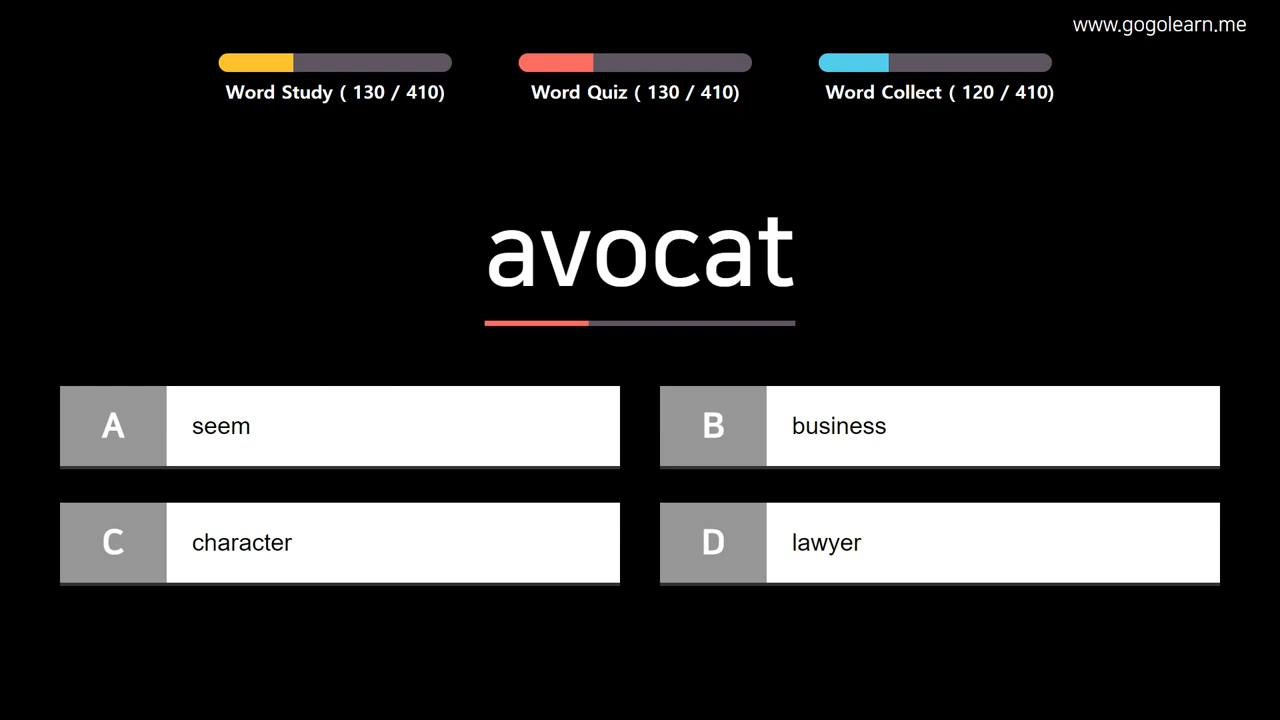 www.gogolearn.me
Word Study ( 130 / 410)
Word Quiz ( 130 / 410)
Word Collect ( 120 / 410)
avocat
A seem
B business
C character
D lawyer